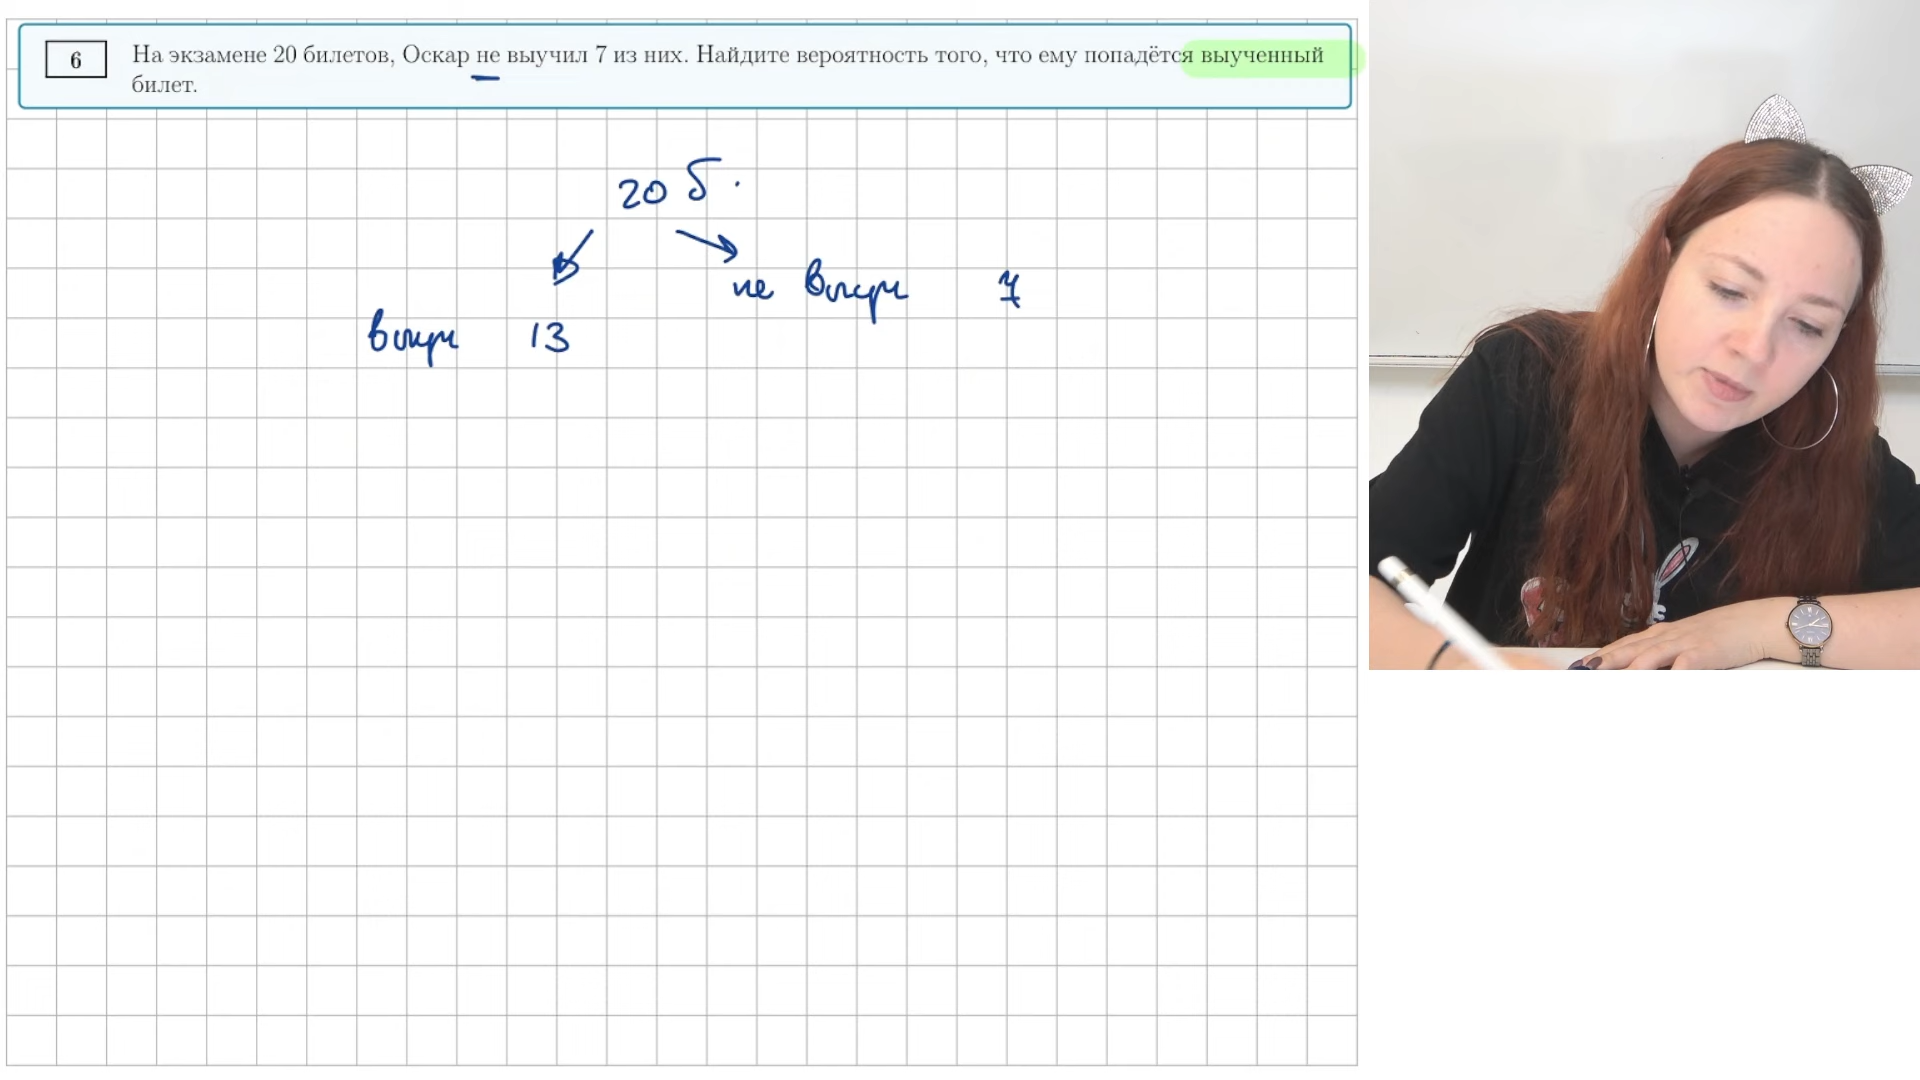 6
На экзамене 20 билетов, Оскар не выучил 7 из них. Найдите вероятность того, что ему попадётся выученный
билет.
20 б.
не выуч 7
выуч 13